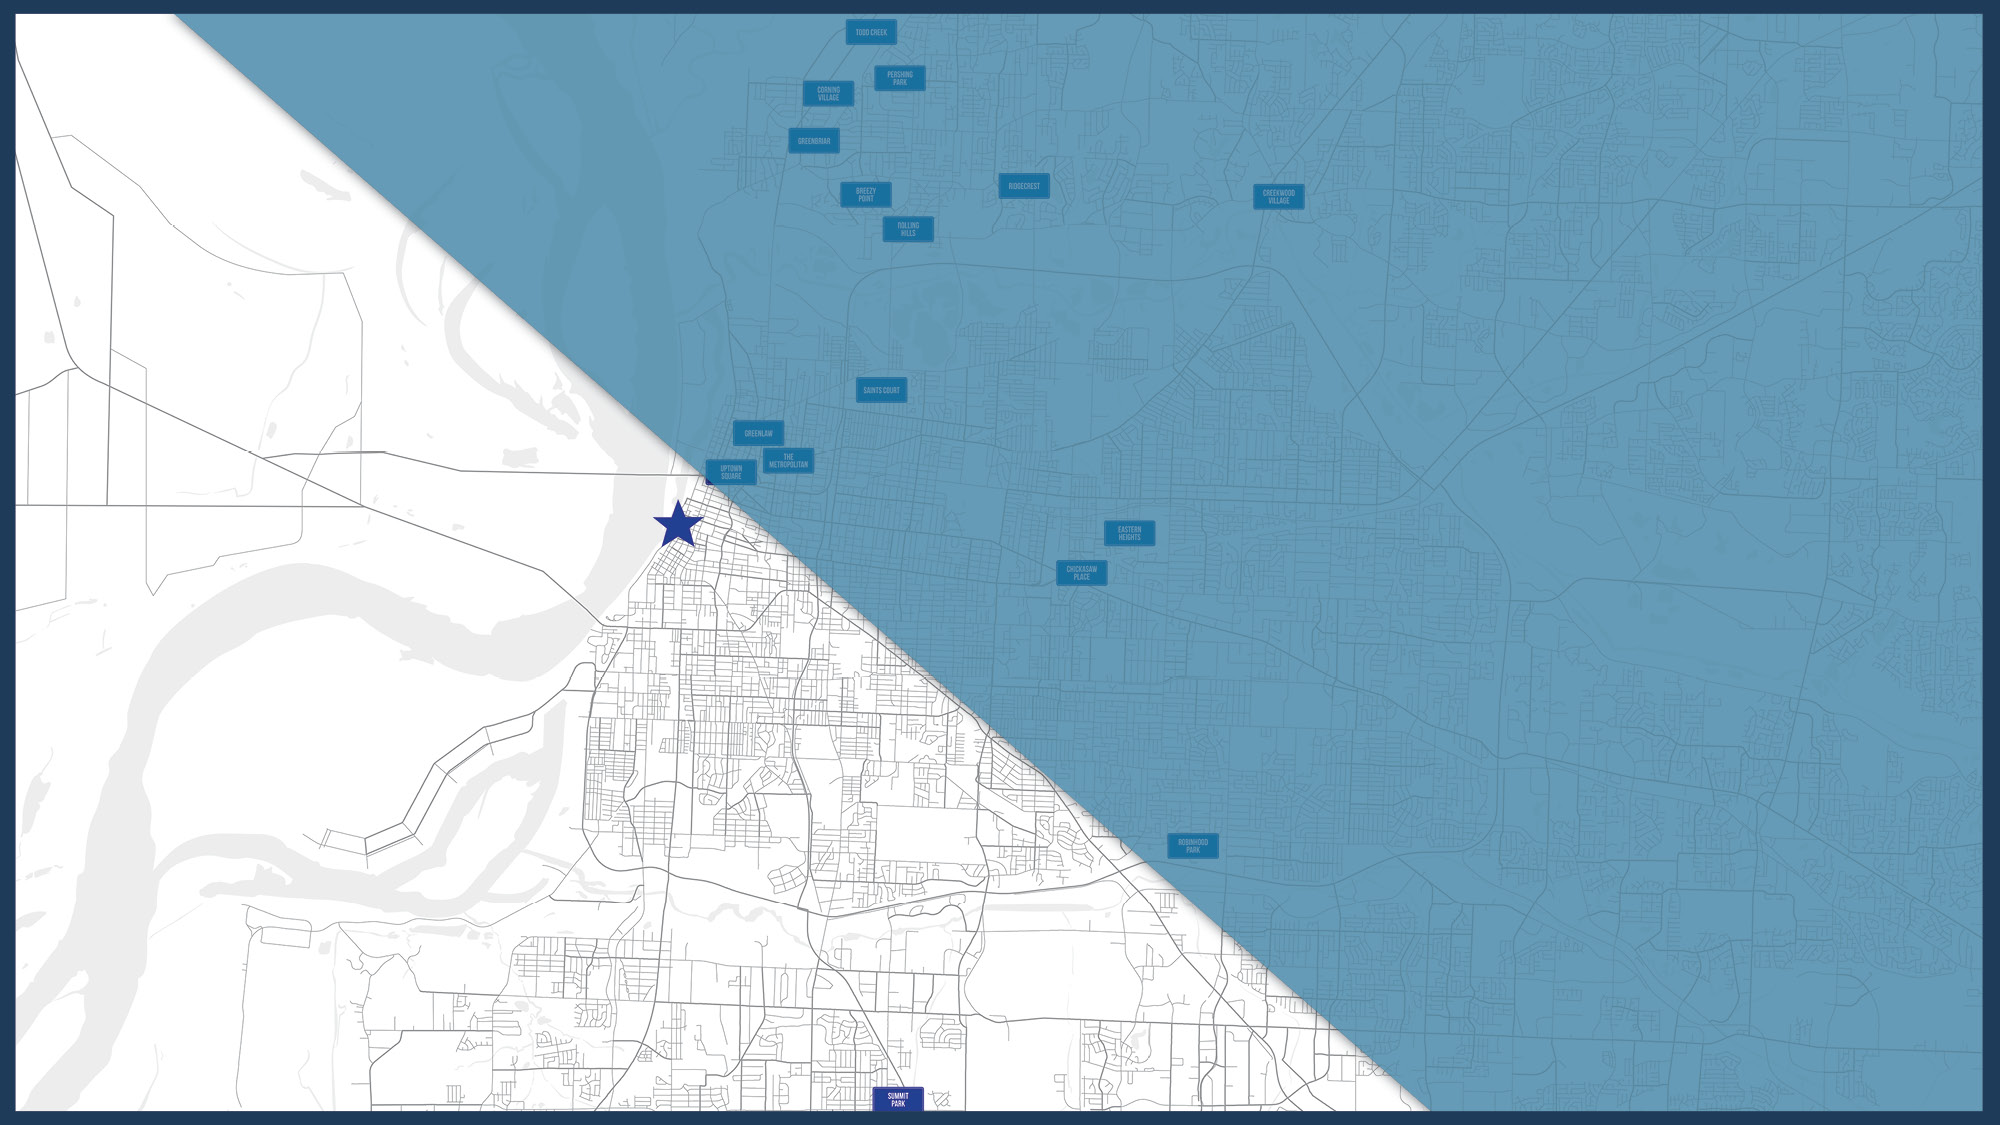 TODD CREEK
PERSHING
PARK
CORNING
VILLAGE
GREENBRIAR
RIDGECREST
BREEZY
POINT
CREEKWOOD
VILLAGE
HILLS
SAINTS COURT
GREENLAW
THE
METROPOLITAN
UPTOWN
SQUARE
EASTERN
HEIGHTS
CHICKASAW
PLACE
ROBINHOOD
PARK
SUMMIT
PARK